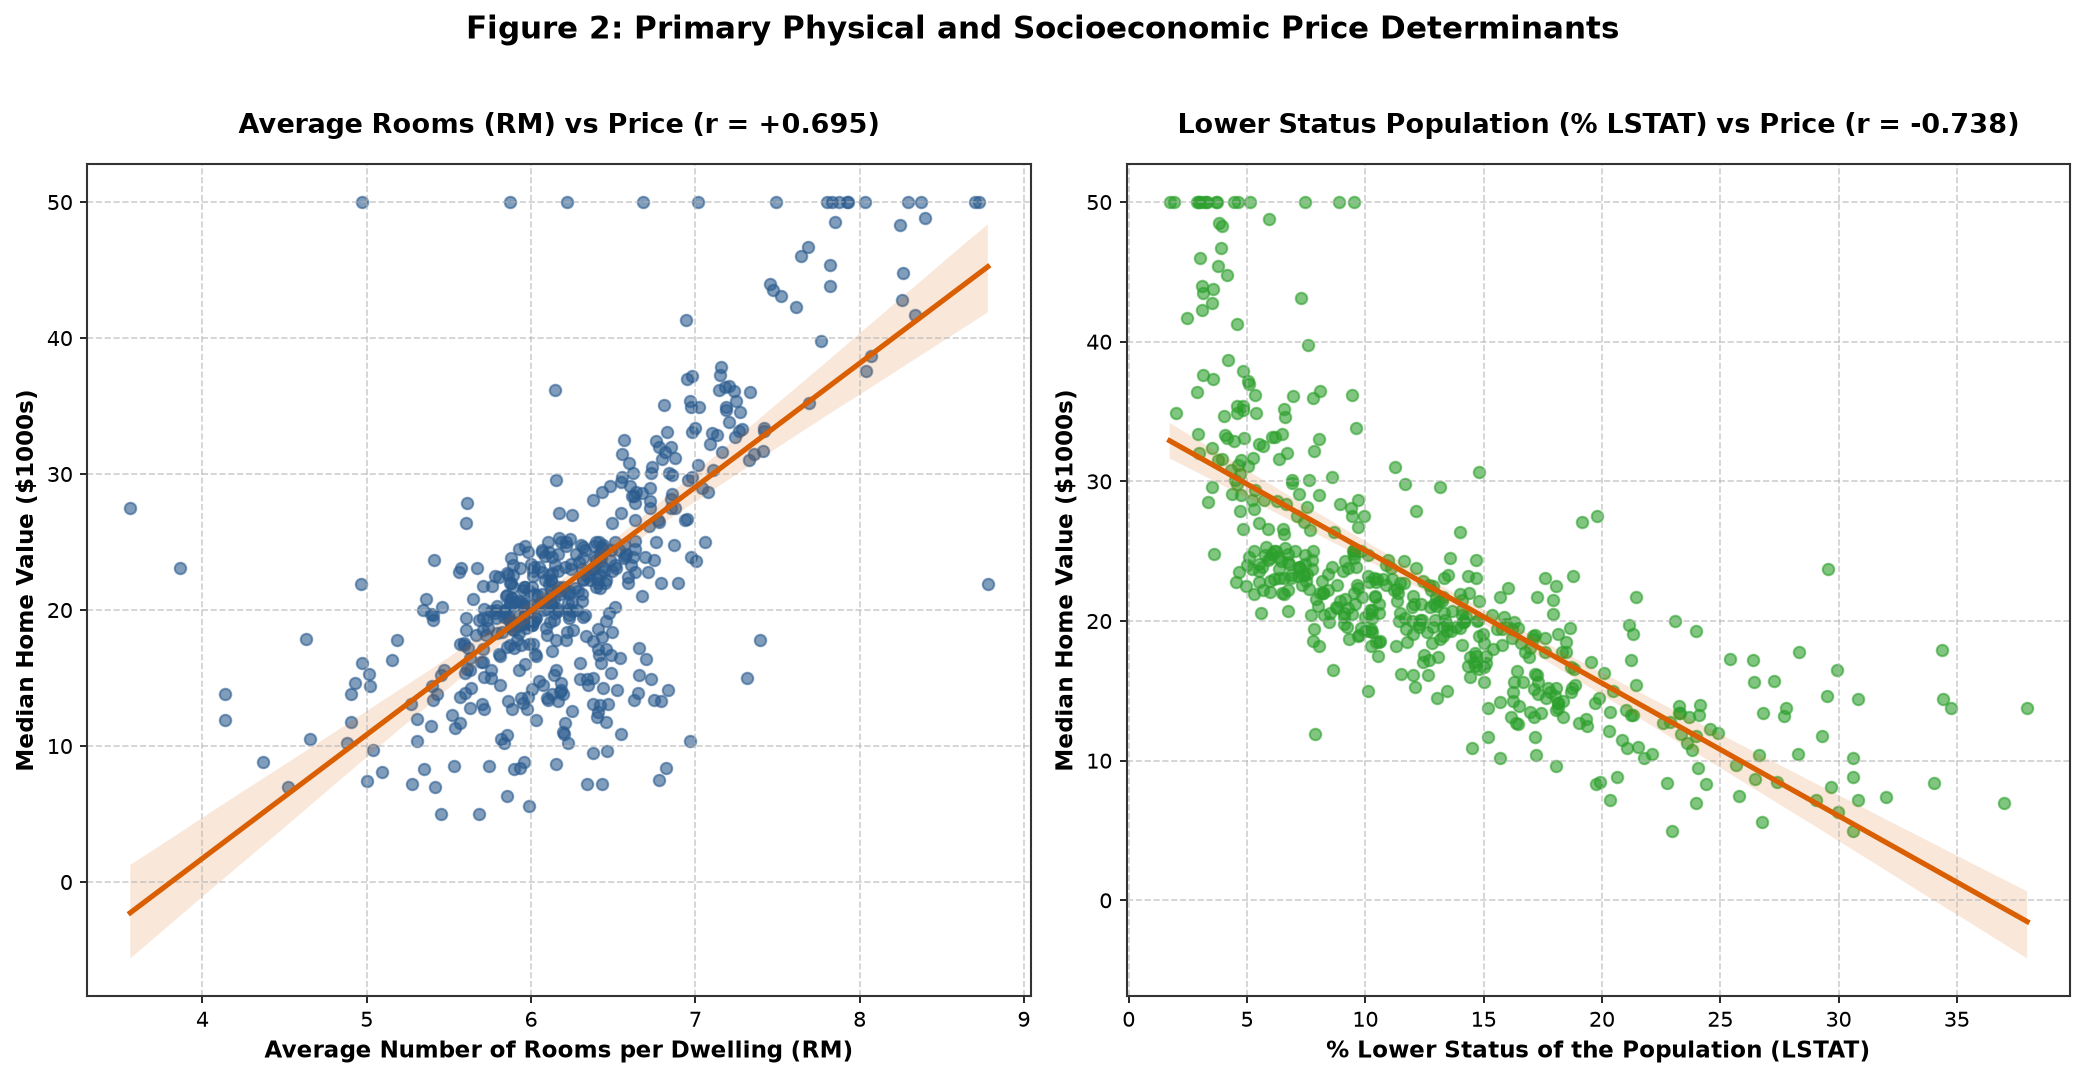 Figure 2: Primary Physical and Socioeconomic Price Determinants
Average Rooms (RM) vs Price (r = +0.695)
Median Home Value ($1000s)
50
40
30
20
10
0
4 5 6 7 8 9
Average Number of Rooms per Dwelling (RM)
Lower Status Population (% LSTAT) vs Price (r = -0.738)
Median Home Value ($1000s)
50
40
30
20
10
0
0 5 10 15 20 25 30 35
% Lower Status of the Population (LSTAT)